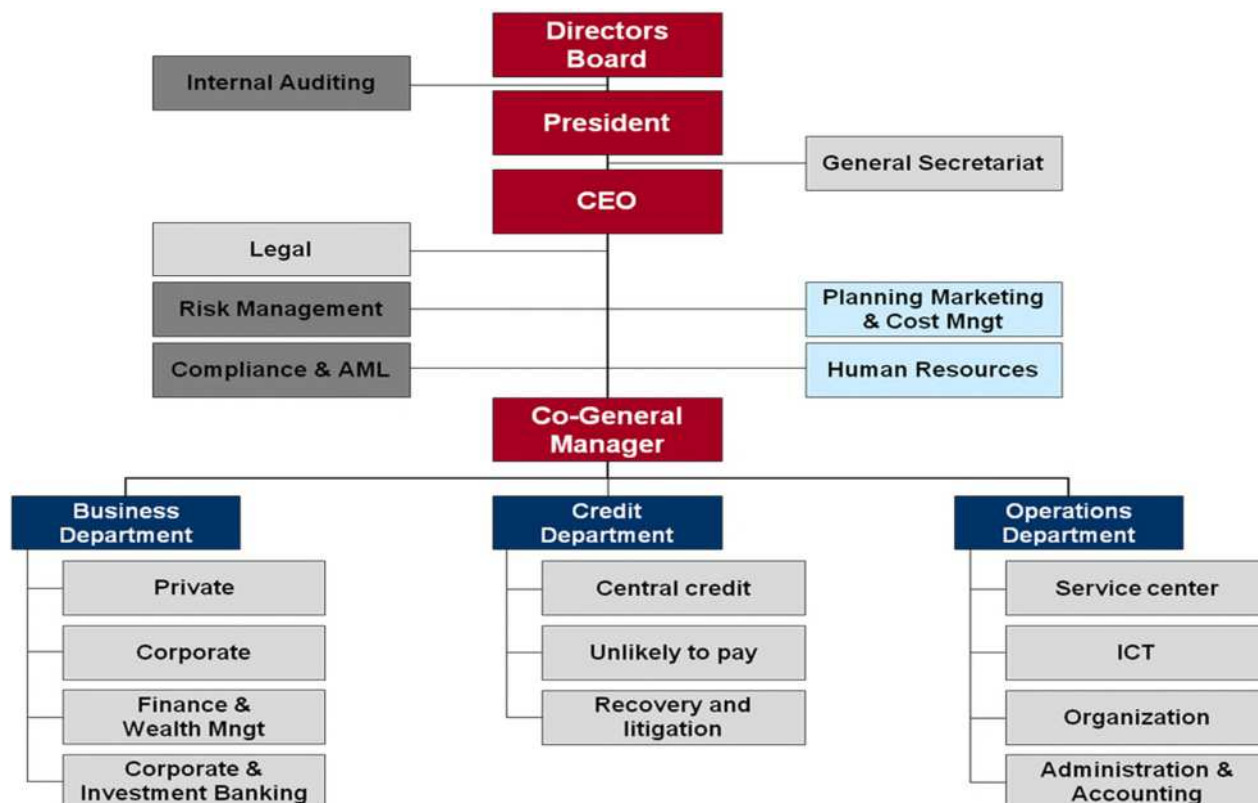 Directors
Board
Internal Auditing
President
General Secretariat
CEO
Legal
Risk Management
Planning Marketing
& Cost Mngt
Compliance & AML
Human Resources
Co-General
Manager
Business
Department
Credit
Department
Operations
Department
Private
Central credit
Service center
Corporate
Unlikely to pay
ICT
Finance &
Wealth Mngt
Recovery and
litigation
Organization
Corporate &
Investment Banking
Administration &
Accounting